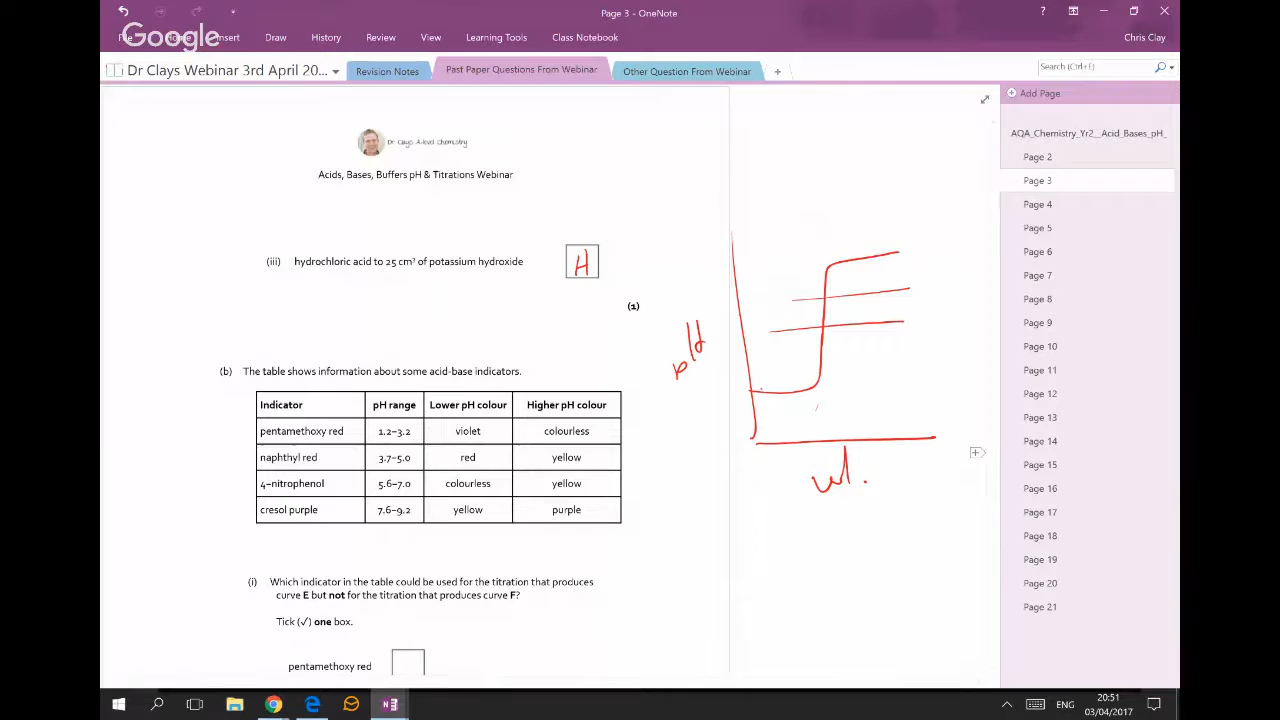 Page 3 - OneNote
Google
Insert
Draw
History
Review
View
Learning Tools
Class Notebook
Chris Clay
Dr Clays Webinar 3rd April 20...
Revision Notes
Past Paper Questions From Webinar
Other Question From Webinar
Search (Ctrl+E)
Add Page
AQA_Chemistry_Yr2__Acid_Bases_pH_
Page 2
Page 3
Page 4
Page 5
Page 6
Page 7
Page 8
Page 9
Page 10
Page 11
Page 12
Page 13
Page 14
Page 15
Page 16
Page 17
Page 18
Page 19
Page 20
Page 21
Dr. Clays A-level Chemistry
Acids, Bases, Buffers pH & Titrations Webinar
(iii) hydrochloric acid to 25 cm³ of potassium hydroxide H
(1)
pH
vol.
(b) The table shows information about some acid-base indicators.
Indicator pH range Lower pH colour Higher pH colour
pentamethoxy red 1.2–3.2 violet colourless
naphthyl red 3.7–5.0 red yellow
4–nitrophenol 5.6–7.0 colourless yellow
cresol purple 7.6–9.2 yellow purple
(i) Which indicator in the table could be used for the titration that produces
curve E but not for the titration that produces curve F?
Tick (✓) one box.
pentamethoxy red
ENG
20:51
03/04/2017